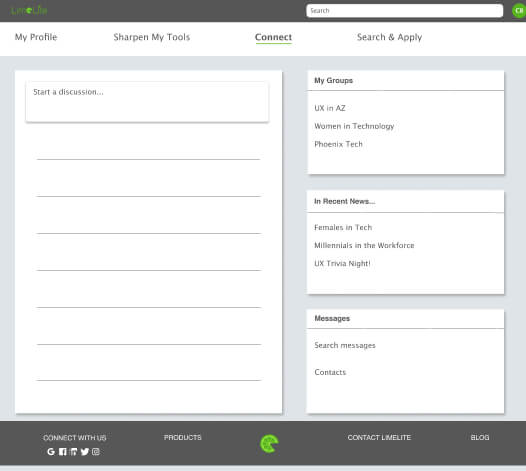 LimeLite
Search
CB
My Profile
Sharpen My Tools
Connect
Search & Apply
Start a discussion...
My Groups
UX in AZ
Women in Technology
Phoenix Tech
In Recent News...
Females in Tech
Millennials in the Workforce
UX Trivia Night!
Messages
Search messages
Contacts
CONNECT WITH US
PRODUCTS
CONTACT LIMELITE
BLOG